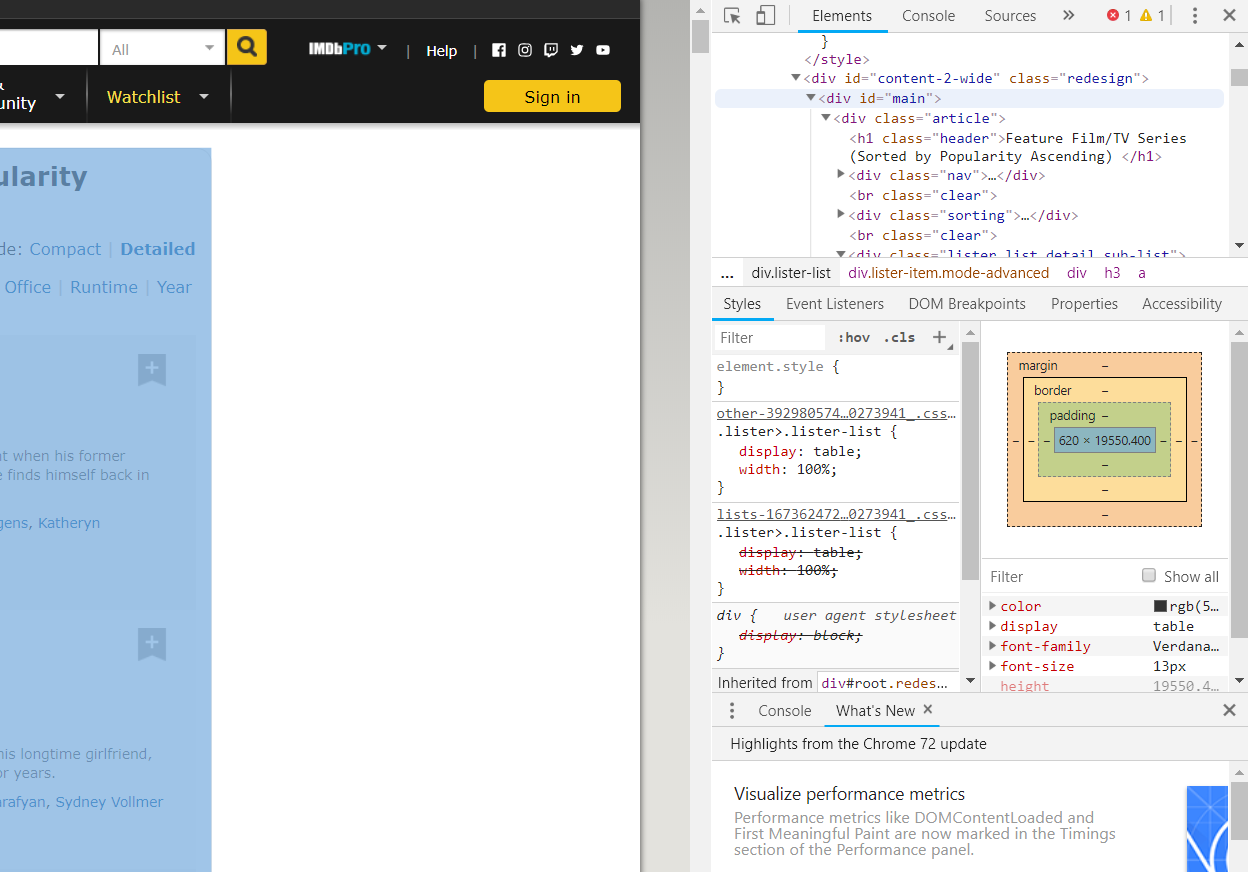 All
IMDbPro
|
Help
|
unity
Watchlist
Sign in
ularity
de: Compact | Detailed
Office | Runtime | Year
t when his former
e finds himself back in
gens, Katheryn
his longtime girlfriend,
or years.
arafyan, Sydney Vollmer
Elements Console Sources » 1 1
}
</style>
<div id="content-2-wide" class="redesign">
<div id="main">
<div class="article">
<h1 class="header">Feature Film/TV Series
(Sorted by Popularity Ascending) </h1>
<div class="nav">…</div>
<br class="clear">
<div class="sorting">…</div>
<br class="clear">
<div class="lister list detail sub-list">
... div.lister-list div.lister-item.mode-advanced div h3 a
Styles Event Listeners DOM Breakpoints Properties Accessibility
Filter :hov .cls +
element.style {
}
other-392980574…0273941_.css…
.lister>.lister-list {
display: table;
width: 100%;
}
lists-167362472…0273941_.css…
.lister>.lister-list {
display: table;
width: 100%;
}
div { user agent stylesheet
display: block;
}
Inherited from div#root.redes…
margin –
border –
padding –
– – – 620 × 19550.400 – – –
–
–
–
Filter Show all
color rgb(5…
display table
font-family Verdana…
font-size 13px
height 19550.4…
Console What's New ×
Highlights from the Chrome 72 update
Visualize performance metrics
Performance metrics like DOMContentLoaded and
First Meaningful Paint are now marked in the Timings
section of the Performance panel.